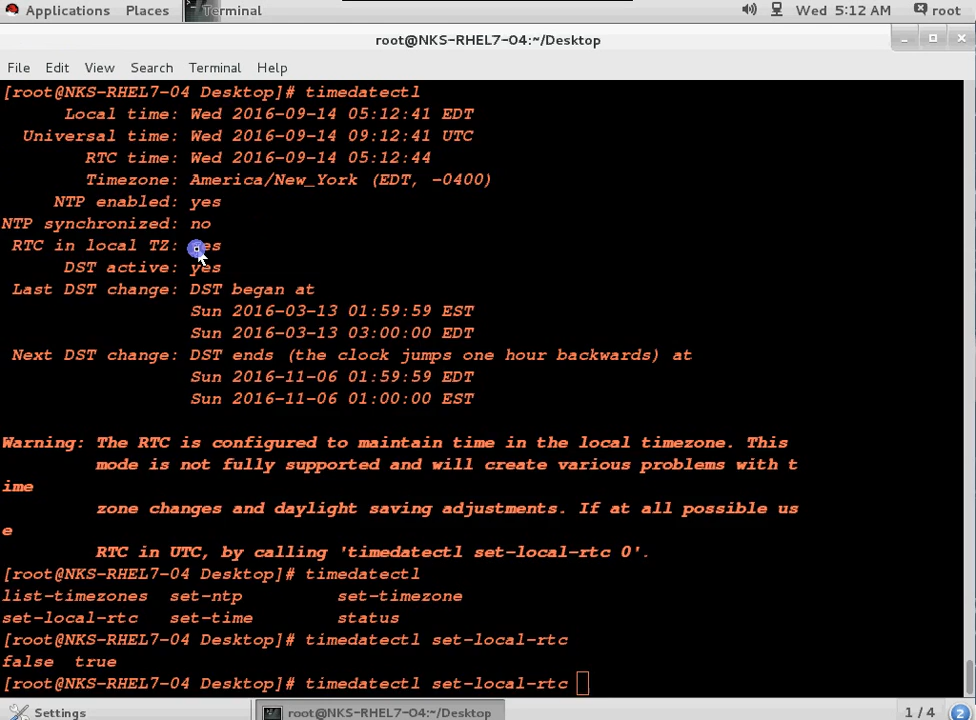 Applications Places Terminal Wed 5:12 AM root
root@NKS-RHEL7-04:~/Desktop
File Edit View Search Terminal Help
[root@NKS-RHEL7-04 Desktop]# timedatectl
Local time: Wed 2016-09-14 05:12:41 EDT
Universal time: Wed 2016-09-14 09:12:41 UTC
RTC time: Wed 2016-09-14 05:12:44
Timezone: America/New_York (EDT, -0400)
NTP enabled: yes
NTP synchronized: no
RTC in local TZ: yes
DST active: yes
Last DST change: DST began at
Sun 2016-03-13 01:59:59 EST
Sun 2016-03-13 03:00:00 EDT
Next DST change: DST ends (the clock jumps one hour backwards) at
Sun 2016-11-06 01:59:59 EDT
Sun 2016-11-06 01:00:00 EST
Warning: The RTC is configured to maintain time in the local timezone. This
mode is not fully supported and will create various problems with t
ime
zone changes and daylight saving adjustments. If at all possible us
e
RTC in UTC, by calling 'timedatectl set-local-rtc 0'.
[root@NKS-RHEL7-04 Desktop]# timedatectl
list-timezones set-ntp set-timezone
set-local-rtc set-time status
[root@NKS-RHEL7-04 Desktop]# timedatectl set-local-rtc
false true
[root@NKS-RHEL7-04 Desktop]# timedatectl set-local-rtc
Settings root@NKS-RHEL7-04:~/Desktop 1 / 4 2